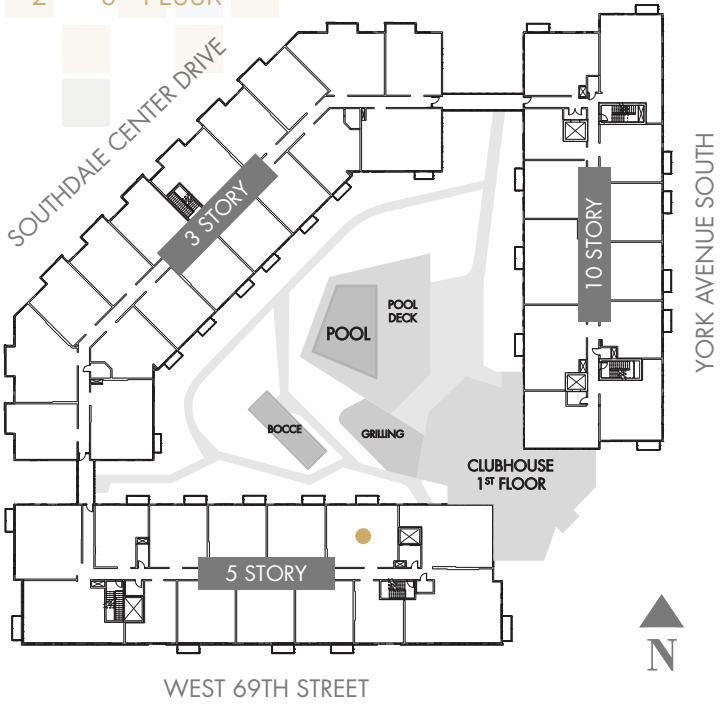 SOUTHDALE CENTER DRIVE
3 STORY
10 STORY
YORK AVENUE SOUTH
POOL
DECK
POOL
BOCCE
GRILLING
CLUBHOUSE
1ST FLOOR
5 STORY
N
WEST 69TH STREET